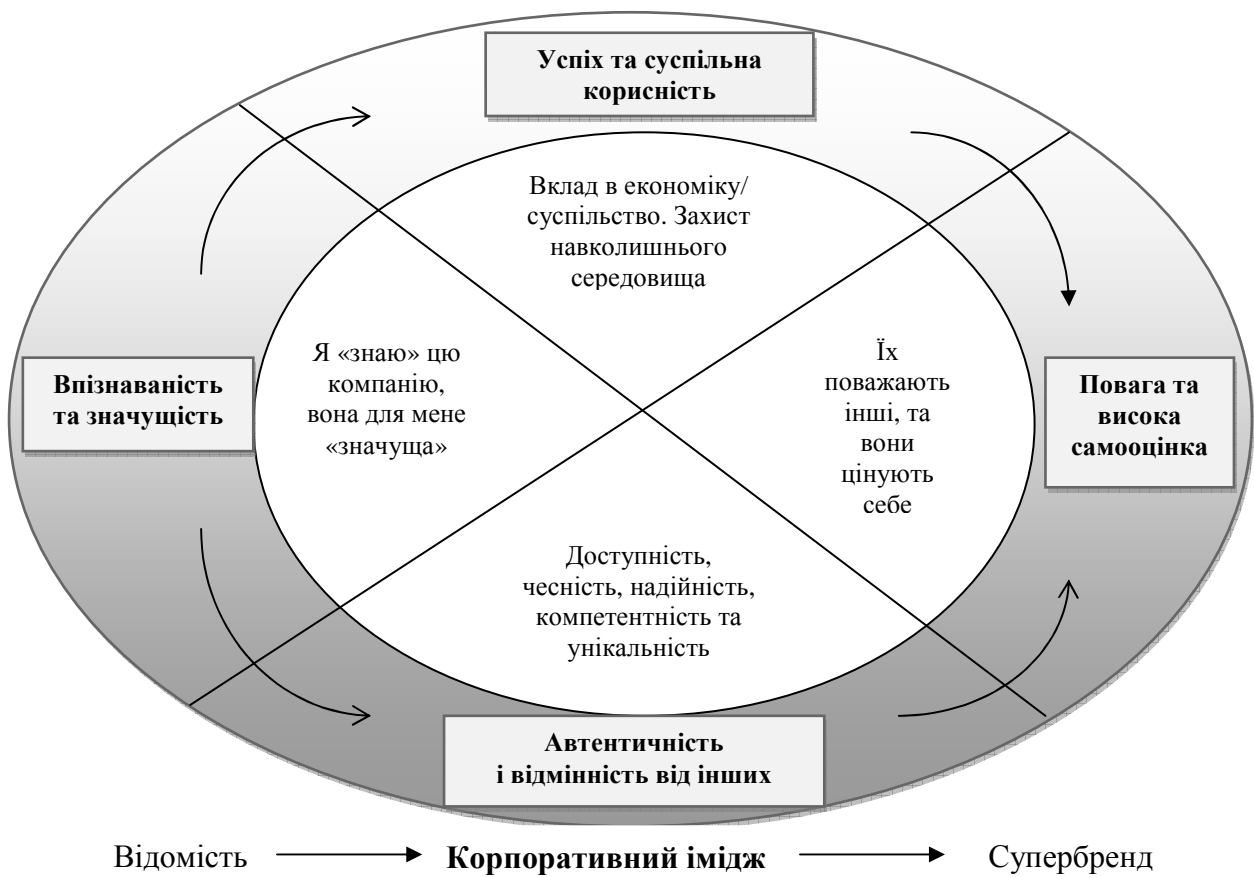 Успіх та суспільна
корисність
Вклад в економіку/
суспільство. Захист
навколишнього
середовища
Впізнаваність
та значущість
Я «знаю» цю
компанію,
вона для мене
«значуща»
Їх
поважають
інші, та
вони
цінують
себе
Повага та
висока
самооцінка
Доступність,
чесність, надійність,
компетентність та
унікальність
Автентичність
і відмінність від інших
Відомість
Корпоративний імідж
Супербренд